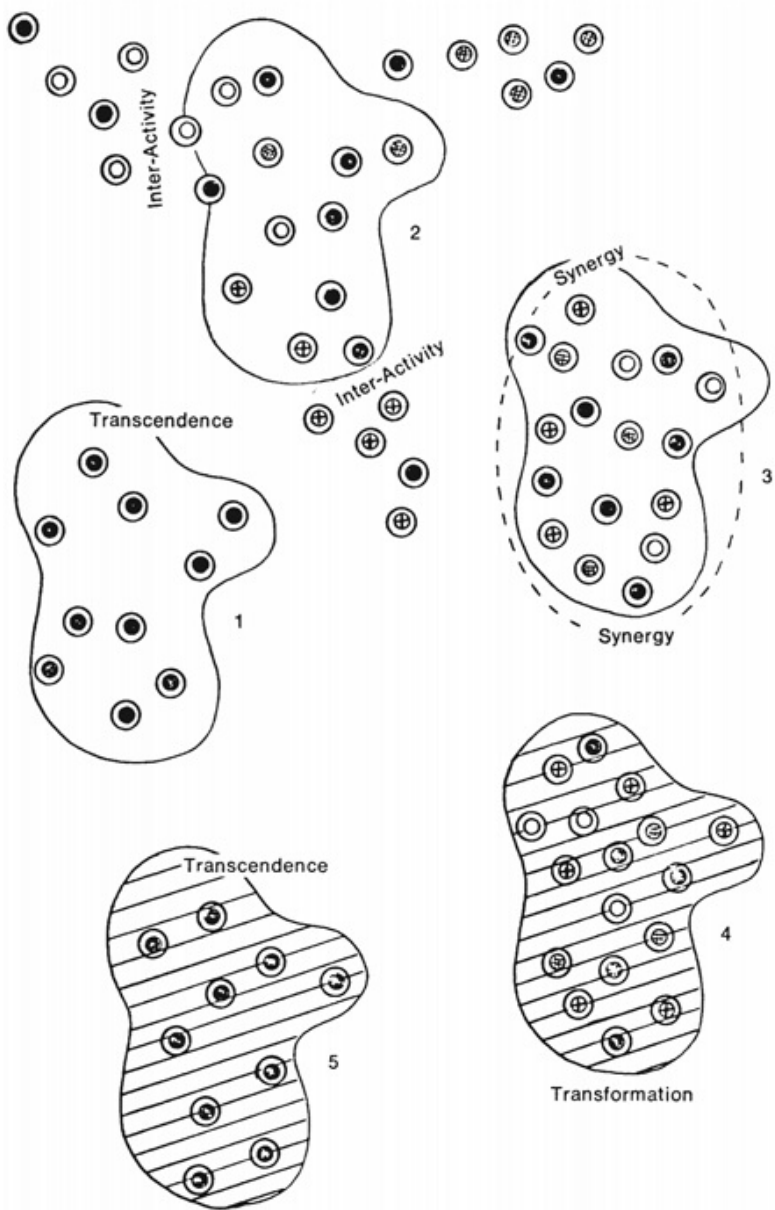 Inter-Activity
2
Synergy
Inter-Activity
Transcendence
3
1
Synergy
Transcendence
4
5
Transformation